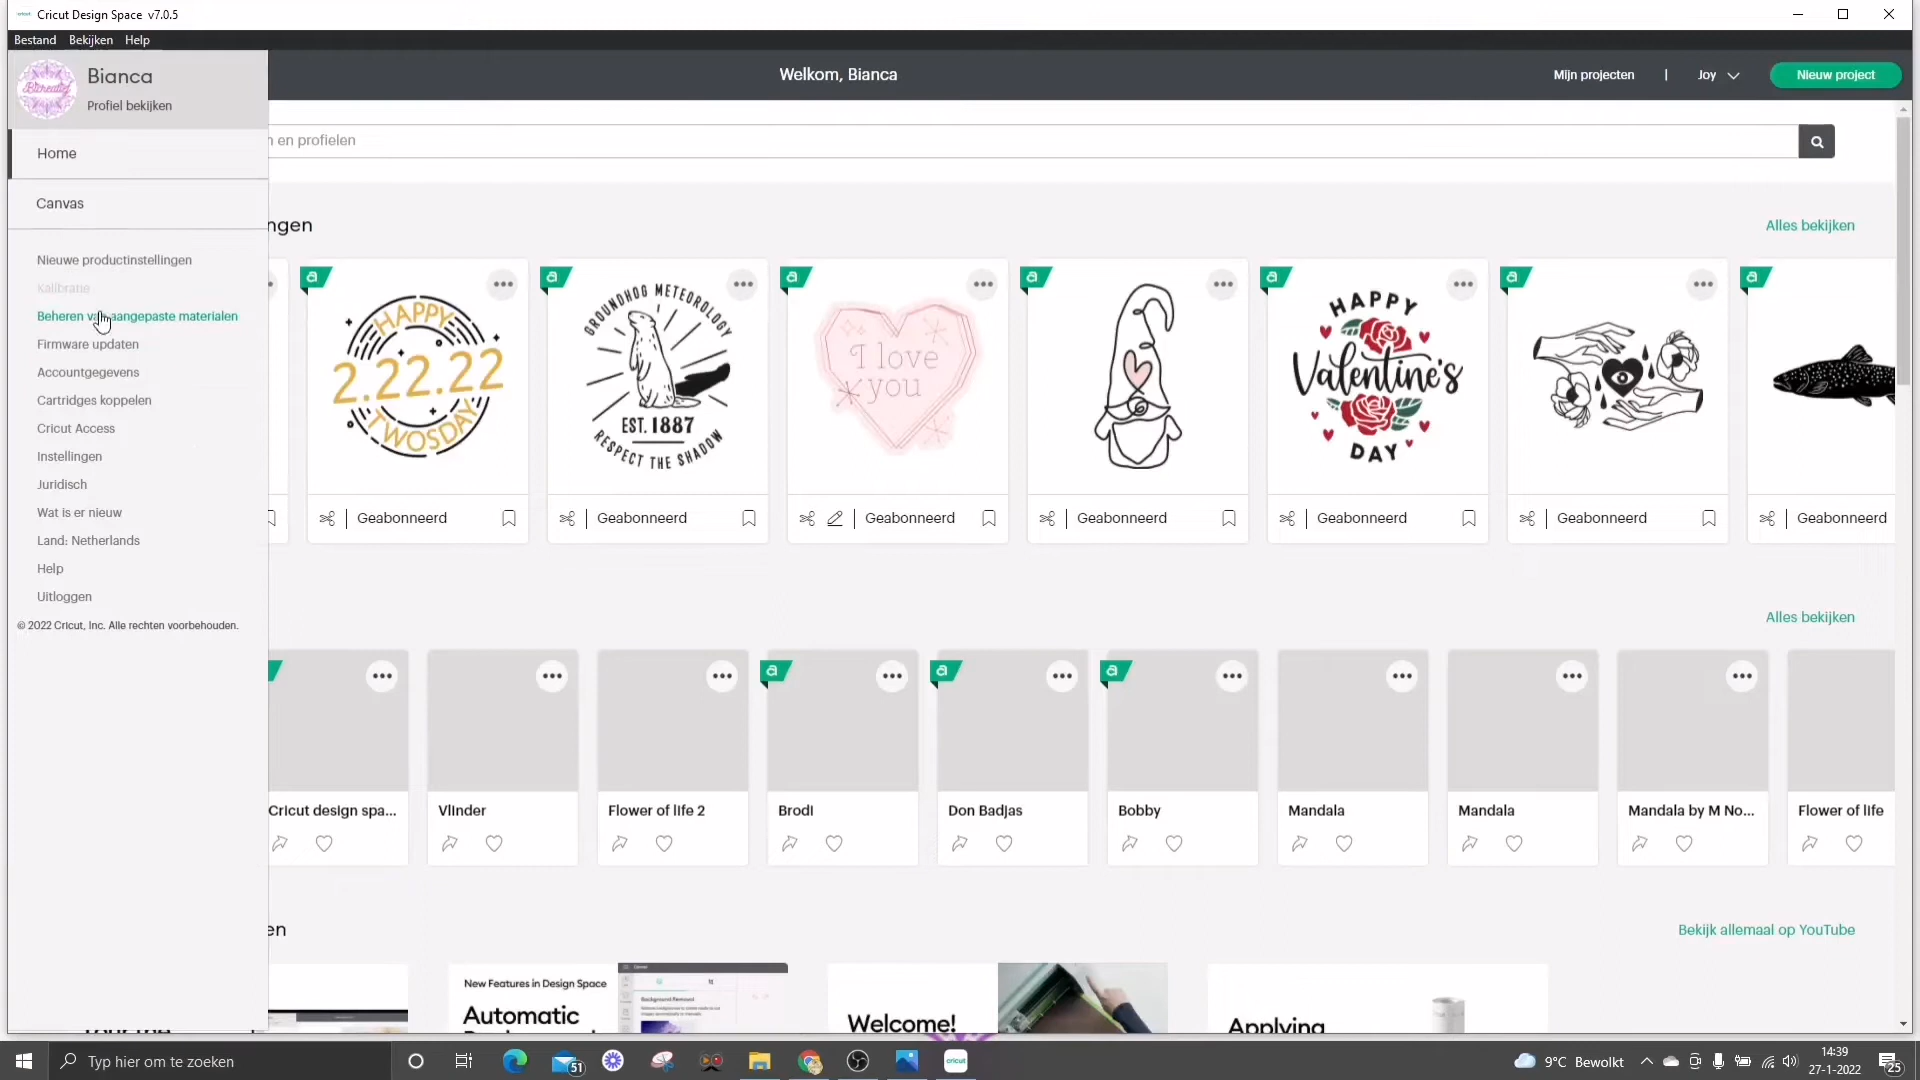 Cricut Design Space v7.0.5
Bestand Bekijken Help
Bianca
Profiel bekijken
Welkom, Bianca
Mijn projecten | Joy
Nieuw project
Home
en profielen
Canvas
ngen
Alles bekijken
Nieuwe productinstellingen
Kalibratie
Beheren van aangepaste materialen
Firmware updaten
Accountgegevens
Cartridges koppelen
Cricut Access
Instellingen
Juridisch
Wat is er nieuw
Land: Netherlands
Help
Uitloggen
© 2022 Cricut, Inc. Alle rechten voorbehouden.
HAPPY
2.22.22
TWOSDAY
GROUNDHOG METEOROLOGY
EST. 1887
RESPECT THE SHADOW
I love
you
HAPPY
Valentine's
DAY
Geabonneerd
Geabonneerd
Geabonneerd
Geabonneerd
Geabonneerd
Geabonneerd
Geabonneerd
Alles bekijken
Cricut design spa...
Vlinder
Flower of life 2
Brodi
Don Badjas
Bobby
Mandala
Mandala
Mandala by M No...
Flower of life
en
Bekijk allemaal op YouTube
New Features in Design Space
Automatic
Background Removed
Welcome!
Applying
Typ hier om te zoeken
51
cricut
9°C Bewolkt
14:39
27-1-2022
25